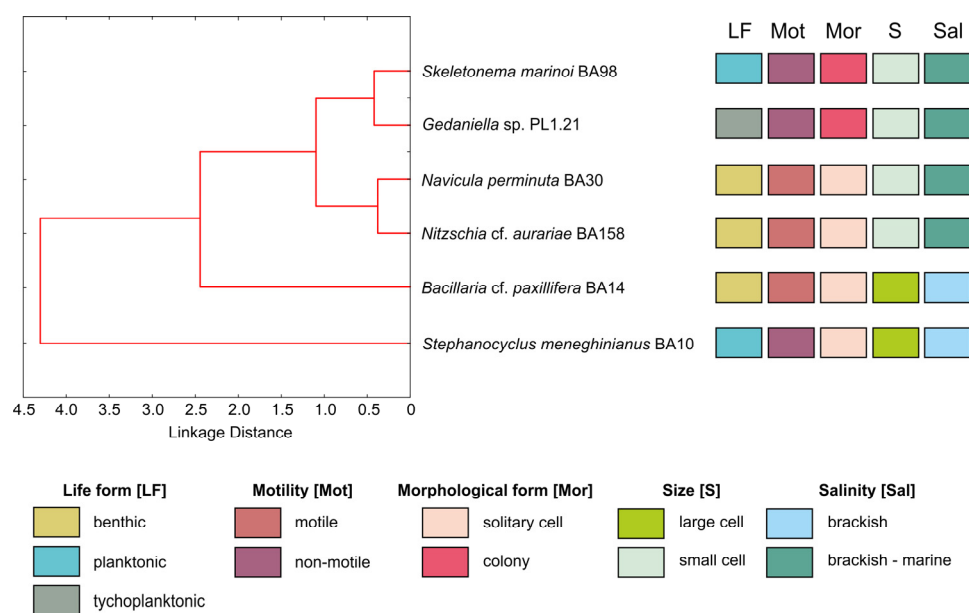 LF Mot Mor S Sal
Skeletonema marinoi BA98
Gedaniella sp. PL1.21
Navicula perminuta BA30
Nitzschia cf. aurariae BA158
Bacillaria cf. paxillifera BA14
Stephanocyclus meneghinianus BA10
4.5 4.0 3.5 3.0 2.5 2.0 1.5 1.0 0.5 0
Linkage Distance
Life form [LF] Motility [Mot] Morphological form [Mor] Size [S] Salinity [Sal]
benthic motile solitary cell large cell brackish
planktonic non-motile colony small cell brackish - marine
tychoplanktonic